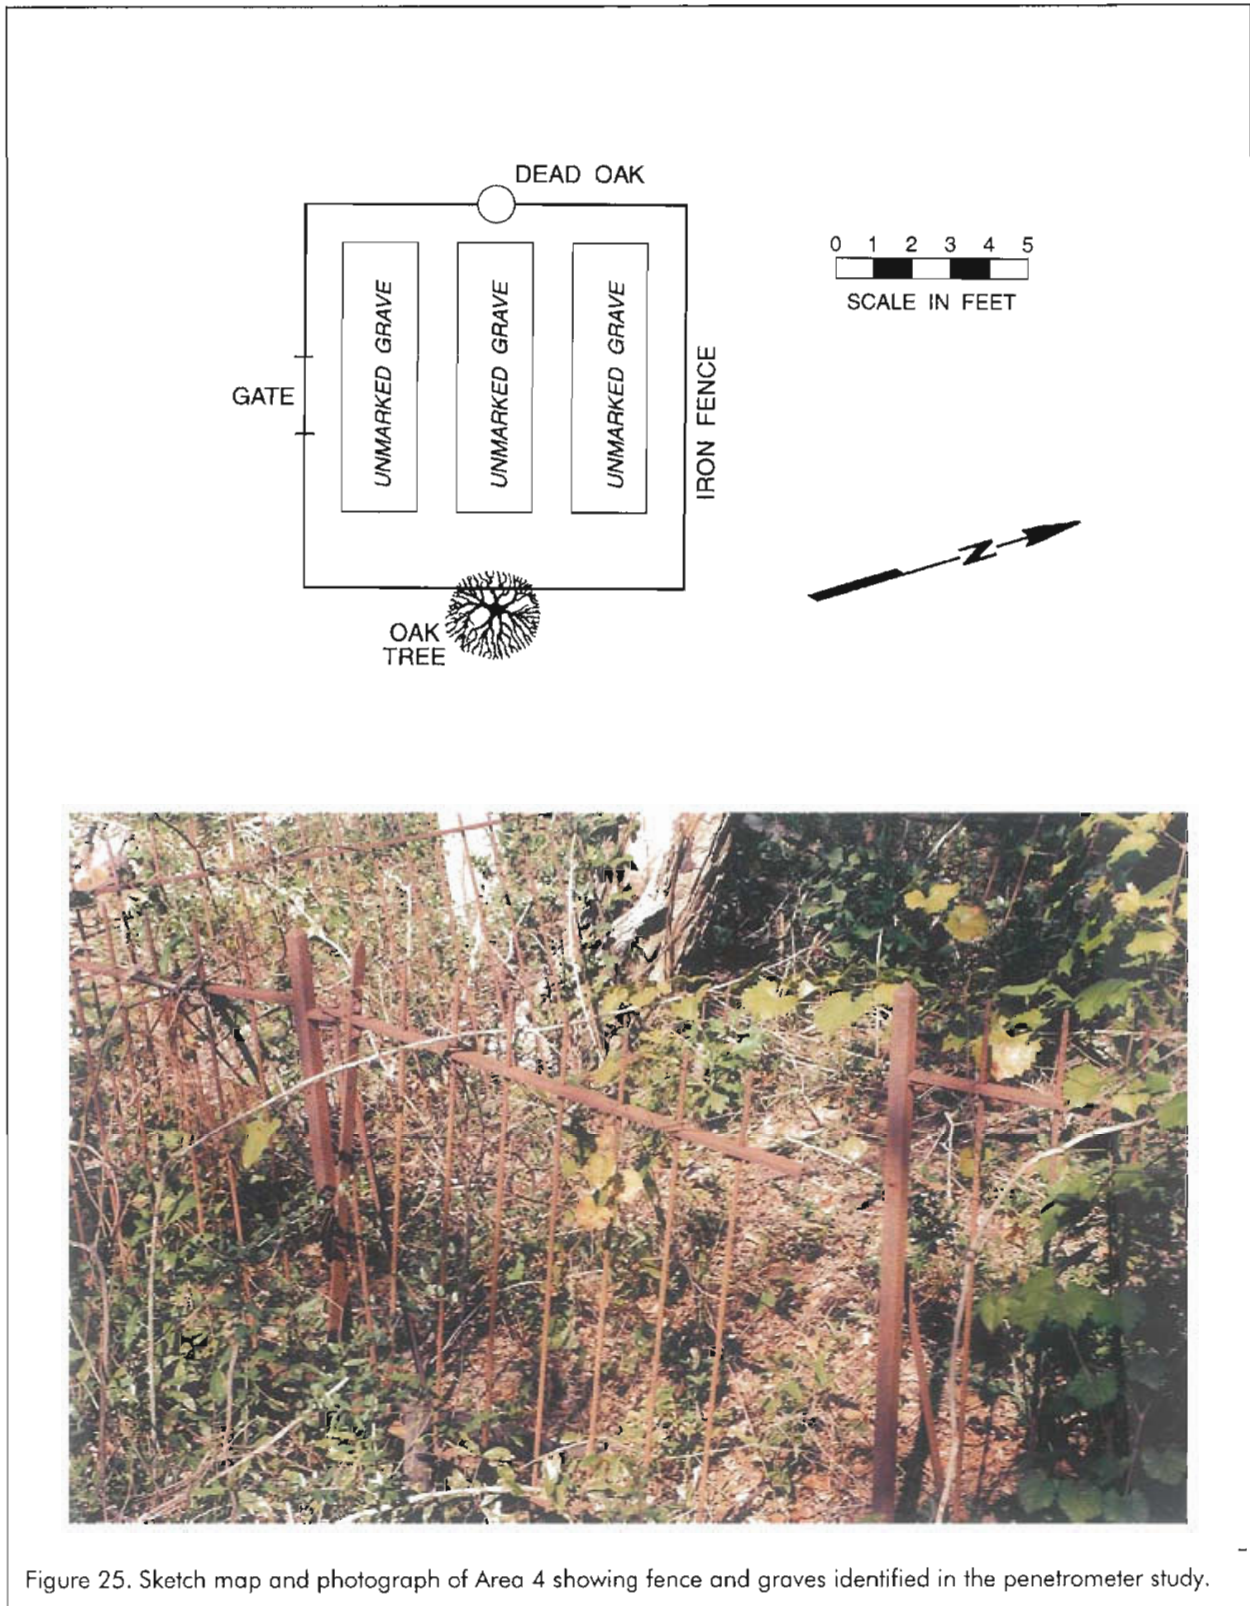 DEAD OAK
UNMARKED GRAVE
UNMARKED GRAVE
UNMARKED GRAVE
GATE
IRON FENCE
OAK
TREE
0 1 2 3 4 5
SCALE IN FEET
N
Figure 25. Sketch map and photograph of Area 4 showing fence and graves identified in the penetrometer study.